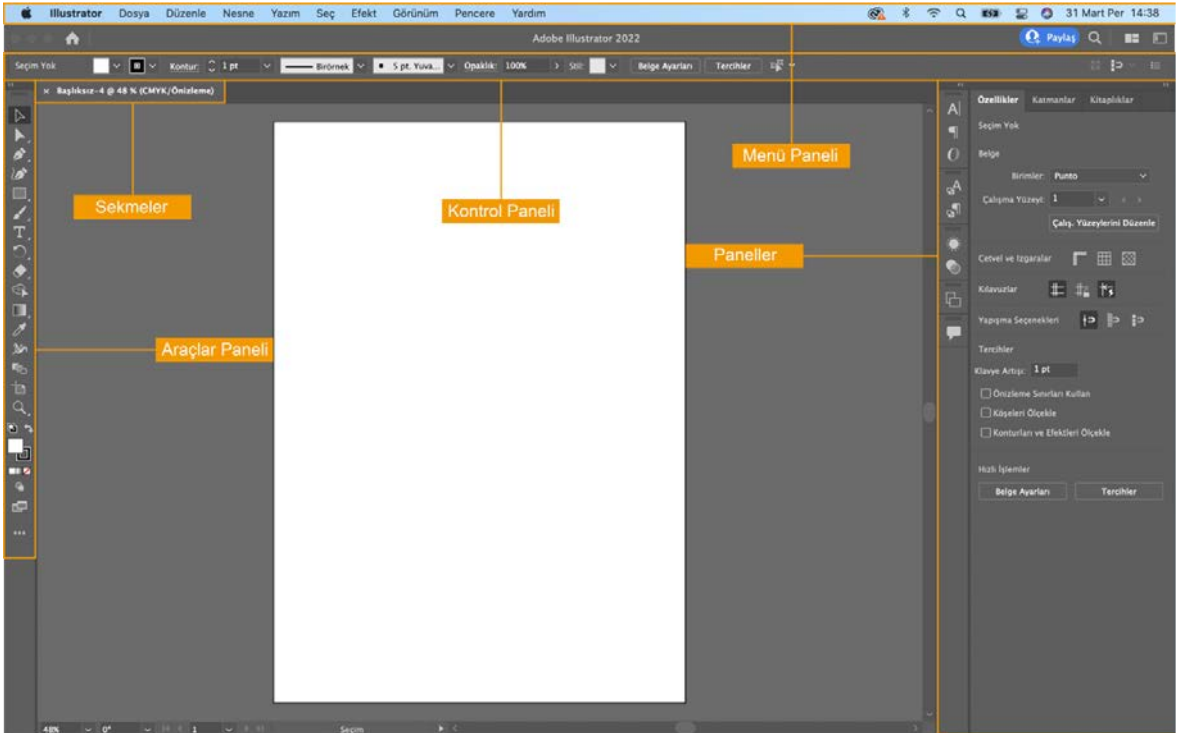 Illustrator Dosya Düzenle Nesne Yazım Seç Efekt Görünüm Pencere Yardım 31 Mart Per 14:38
Adobe Illustrator 2022 Paylaş
Seçim Yok Kontur: 1 pt Birörnek 5 pt. Yuva... Opaklık: 100% Stil: Belge Ayarları Tercihler
× Başlıksız-4 @ 48 % (CMYK/Önizleme)
Özellikler Katmanlar Kitaplıklar
Seçim Yok
Menü Paneli
Belge
Birimler: Punto
Sekmeler
Kontrol Paneli
Çalışma Yüzeyi: 1
Çalış. Yüzeylerini Düzenle
Paneller
Cetvel ve Izgaralar
Kılavuzlar
Yapışma Seçenekleri
Araçlar Paneli
Tercihler
Klavye Artışı: 1 pt
Önizleme Sınırları Kullan
Köşeleri Ölçekle
Konturları ve Efektleri Ölçekle
Hızlı İşlemler
Belge Ayarları Tercihler
48% 0° 1 Seçim